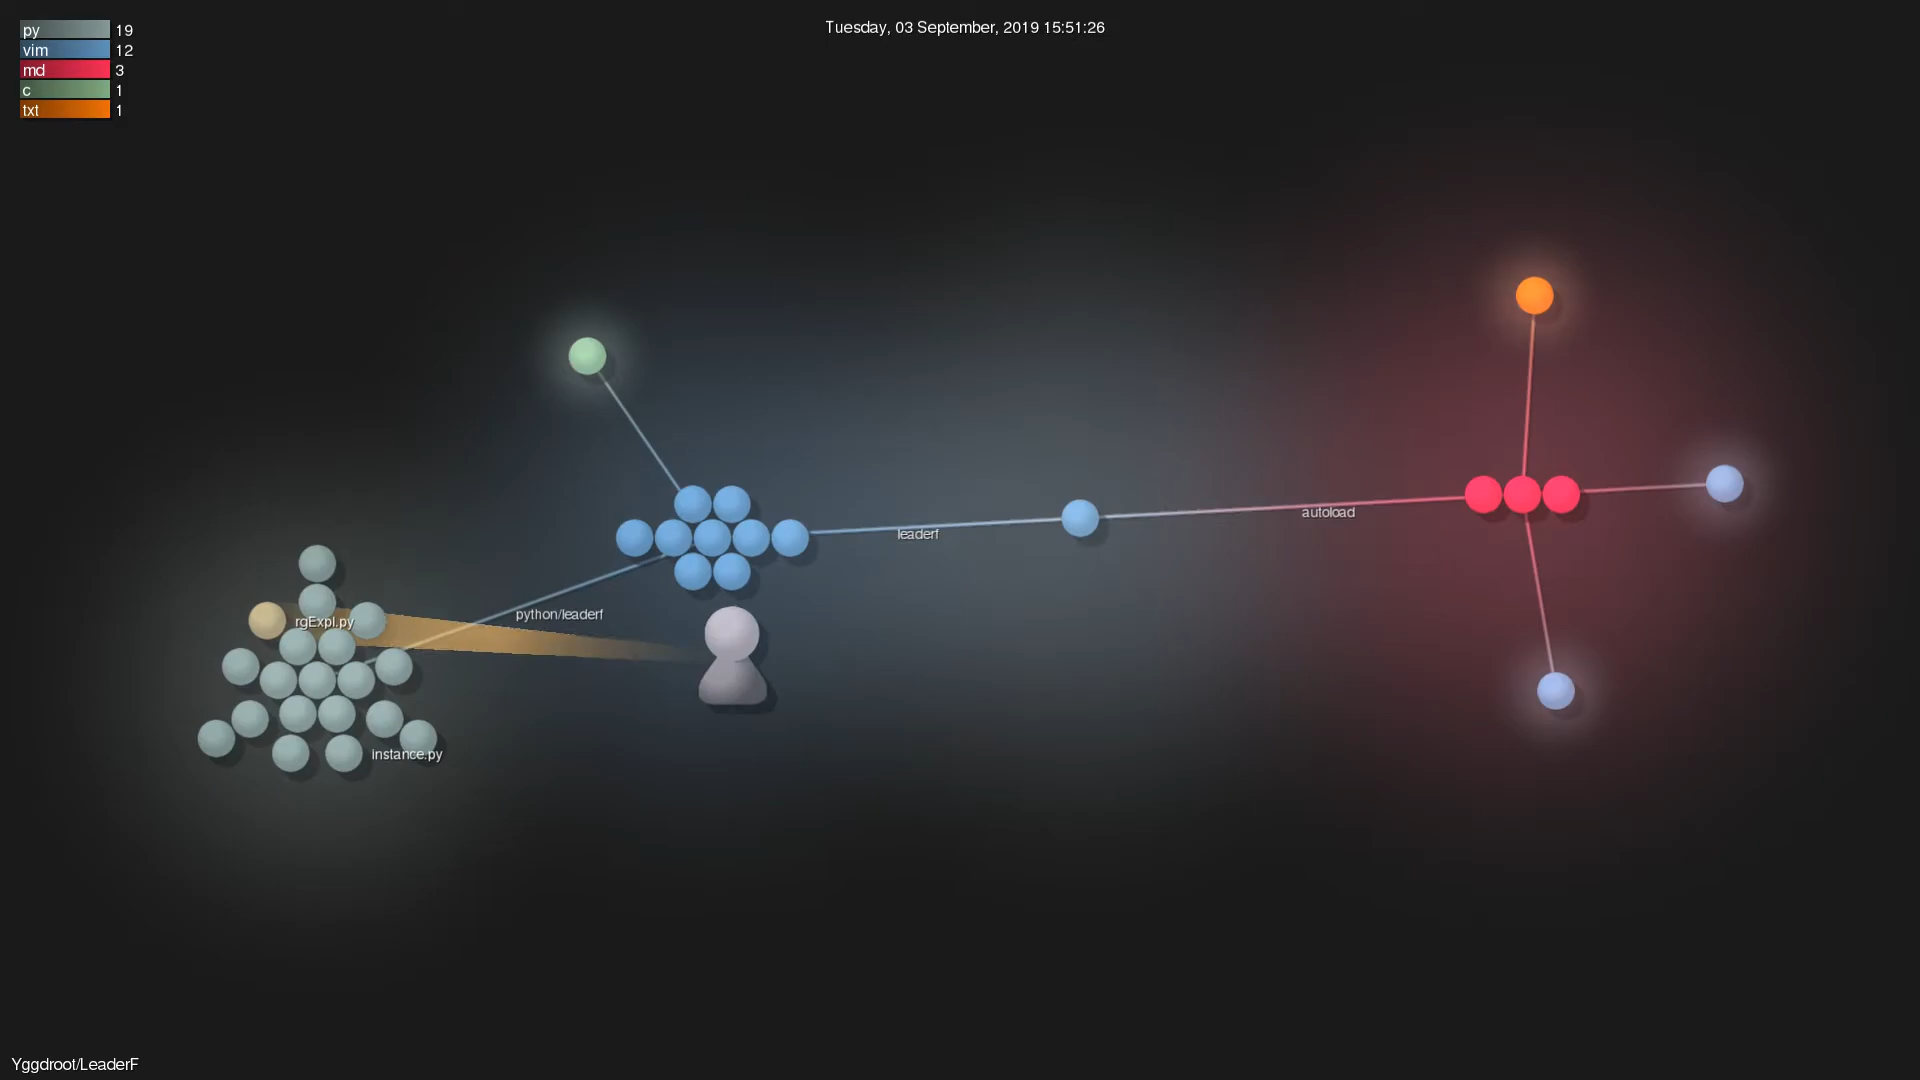 Tuesday, 03 September, 2019 15:51:26
py 19
vim 12
md 3
c 1
txt 1
autoload
leaderf
python/leaderf
rgExpl.py
instance.py
Yggdroot/LeaderF